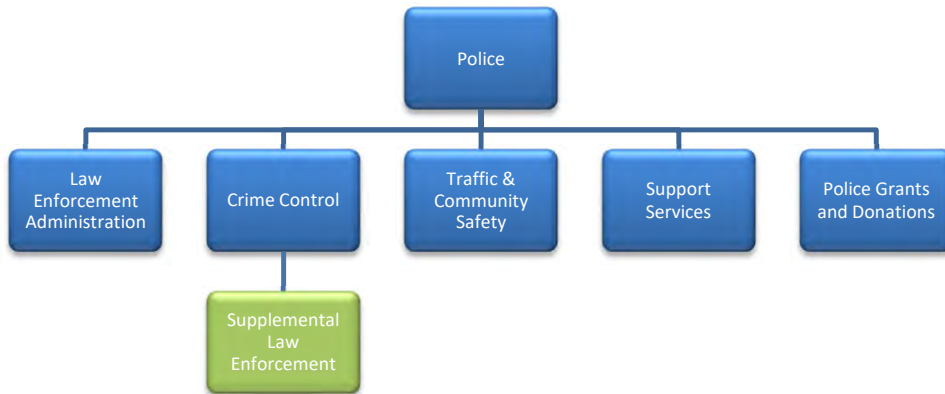 Police
Law
Enforcement
Administration
Crime Control
Traffic &
Community
Safety
Support
Services
Police Grants
and Donations
Supplemental
Law
Enforcement